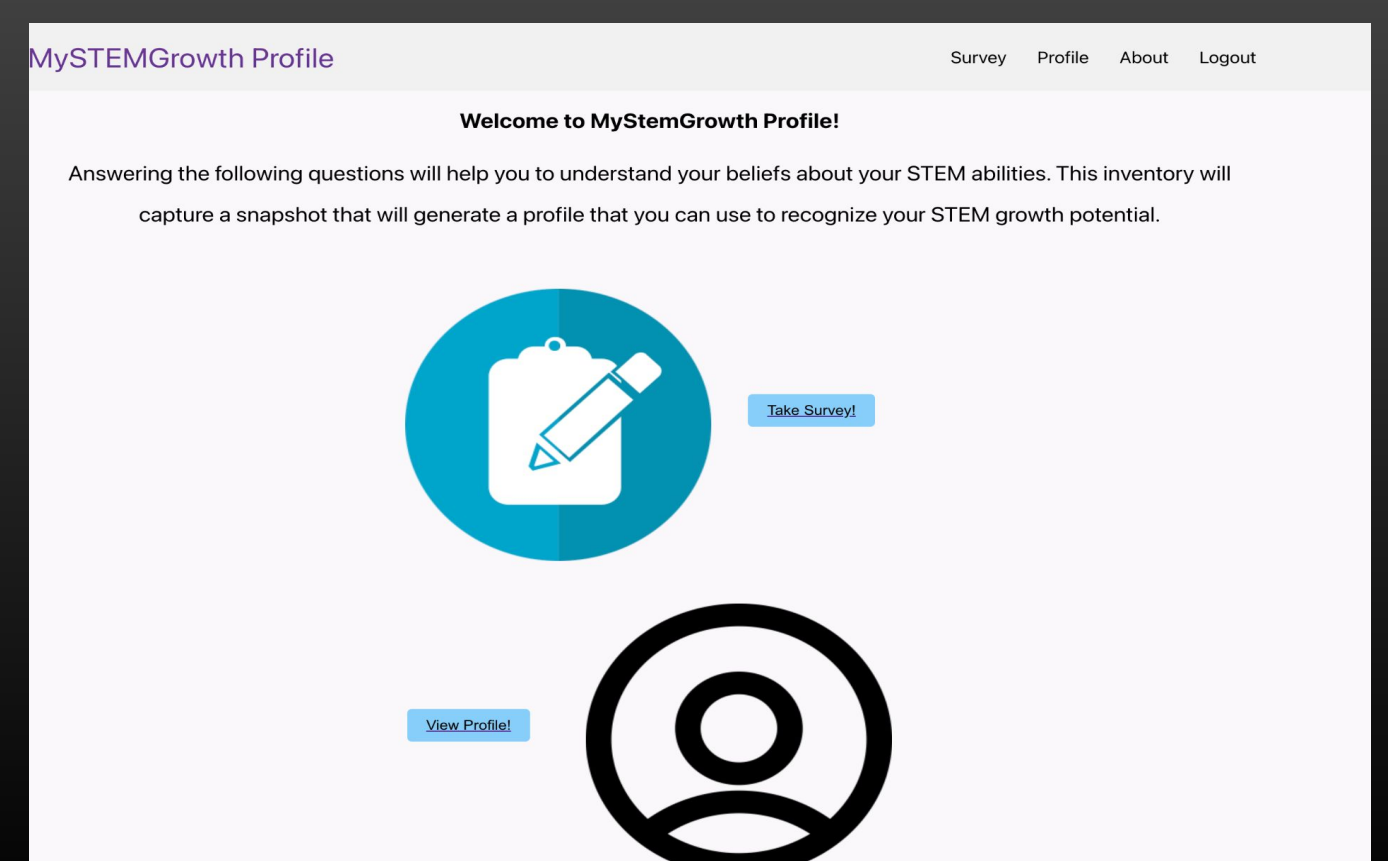 MySTEMGrowth Profile
Survey Profile About Logout
Welcome to MyStemGrowth Profile!
Answering the following questions will help you to understand your beliefs about your STEM abilities. This inventory will
capture a snapshot that will generate a profile that you can use to recognize your STEM growth potential.
Take Survey!
View Profile!